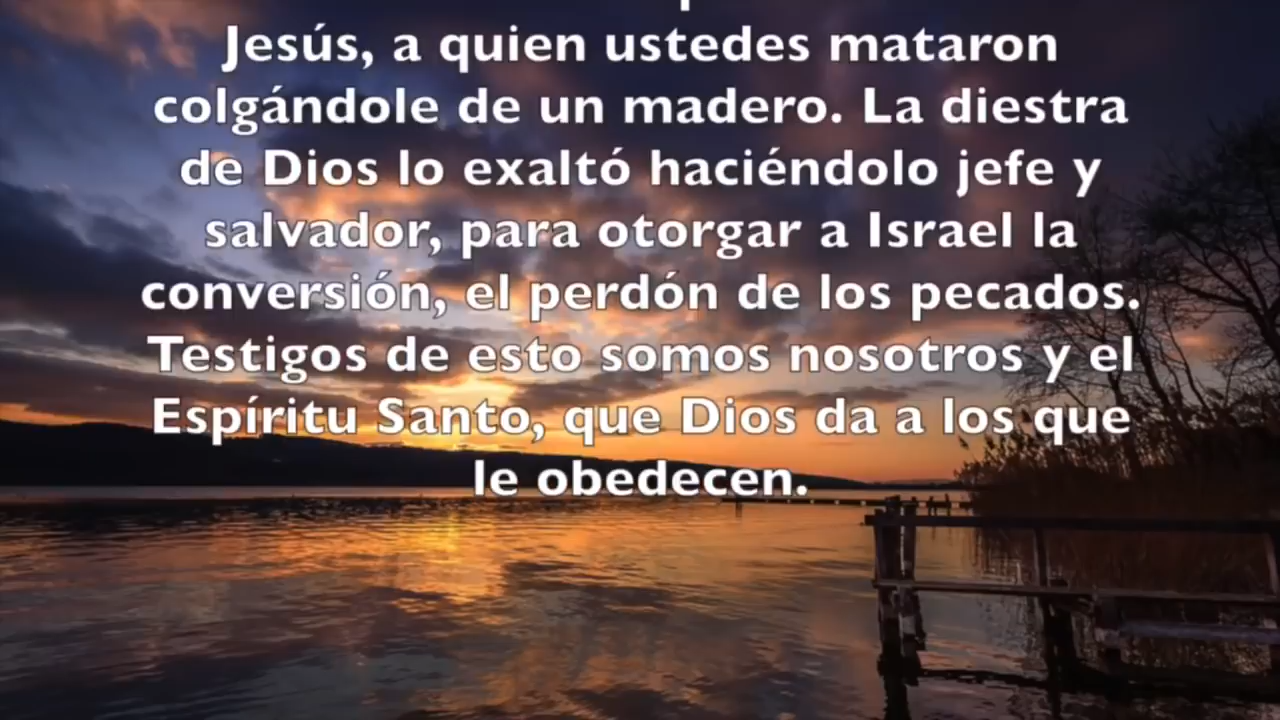 Jesús, a quien ustedes mataron
colgándole de un madero. La diestra
de Dios lo exaltó haciéndolo jefe y
salvador, para otorgar a Israel la
conversión, el perdón de los pecados.
Testigos de esto somos nosotros y el
Espíritu Santo, que Dios da a los que
le obedecen.